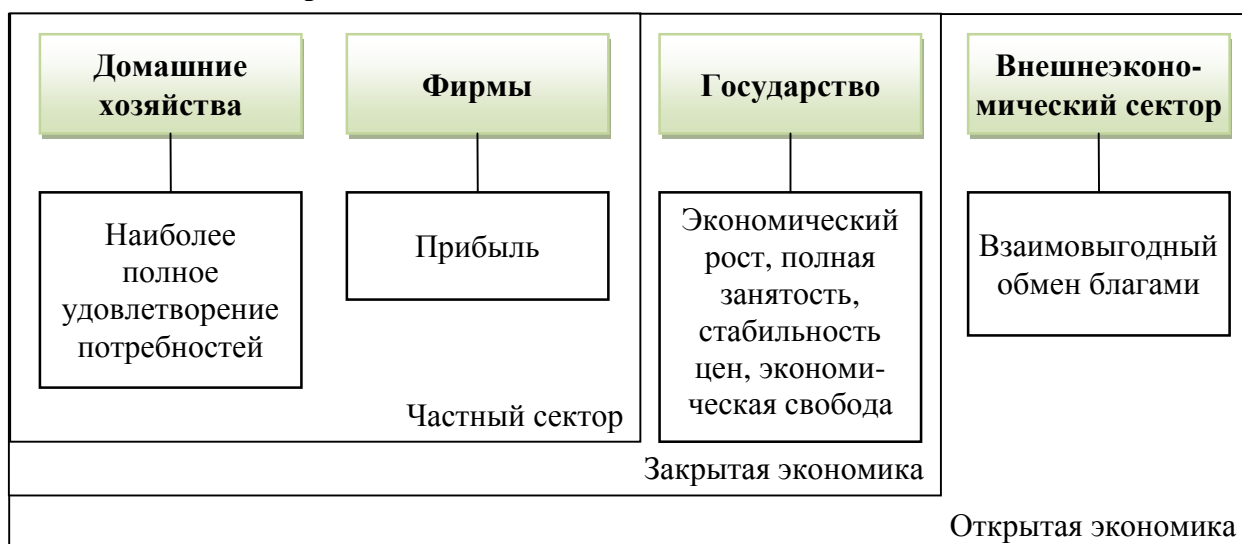 Домашние
хозяйства
Фирмы
Государство
Внешнеэконо-
мический сектор
Наиболее
полное
удовлетворение
потребностей
Прибыль
Экономический
рост, полная
занятость,
стабильность
цен, экономи-
ческая свобода
Взаимовыгодный
обмен благами
Частный сектор
Закрытая экономика
Открытая экономика